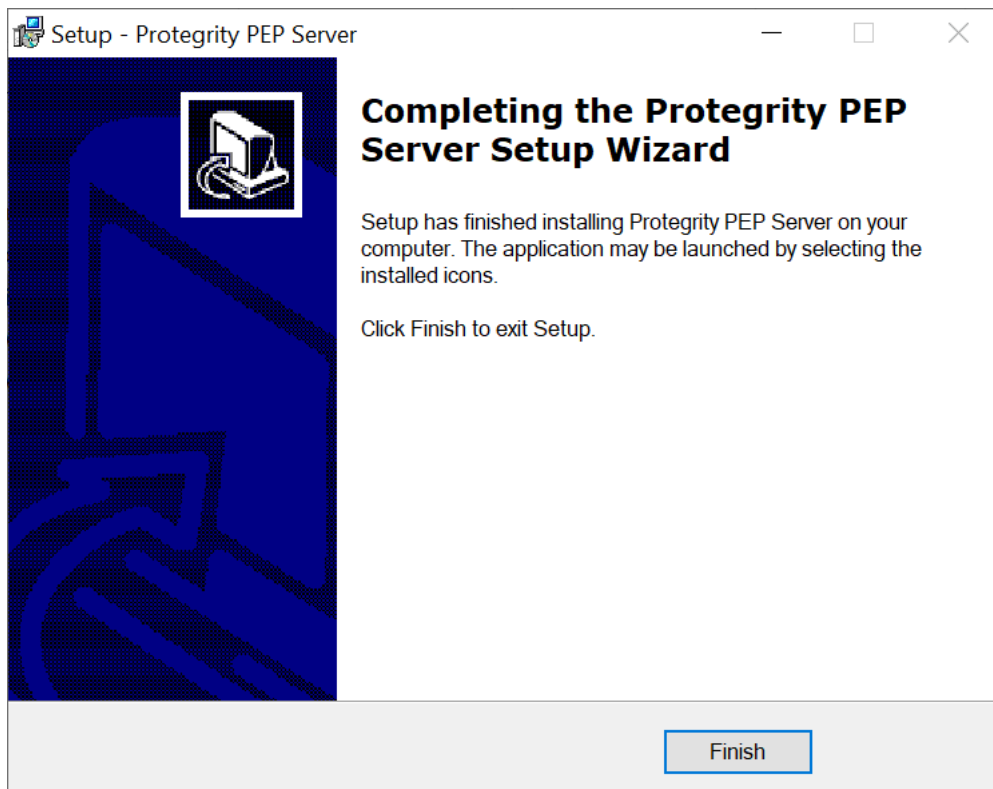 Setup - Protegrity PEP Server
Completing the Protegrity PEP
Server Setup Wizard
Setup has finished installing Protegrity PEP Server on your
computer. The application may be launched by selecting the
installed icons.
Click Finish to exit Setup.
Finish